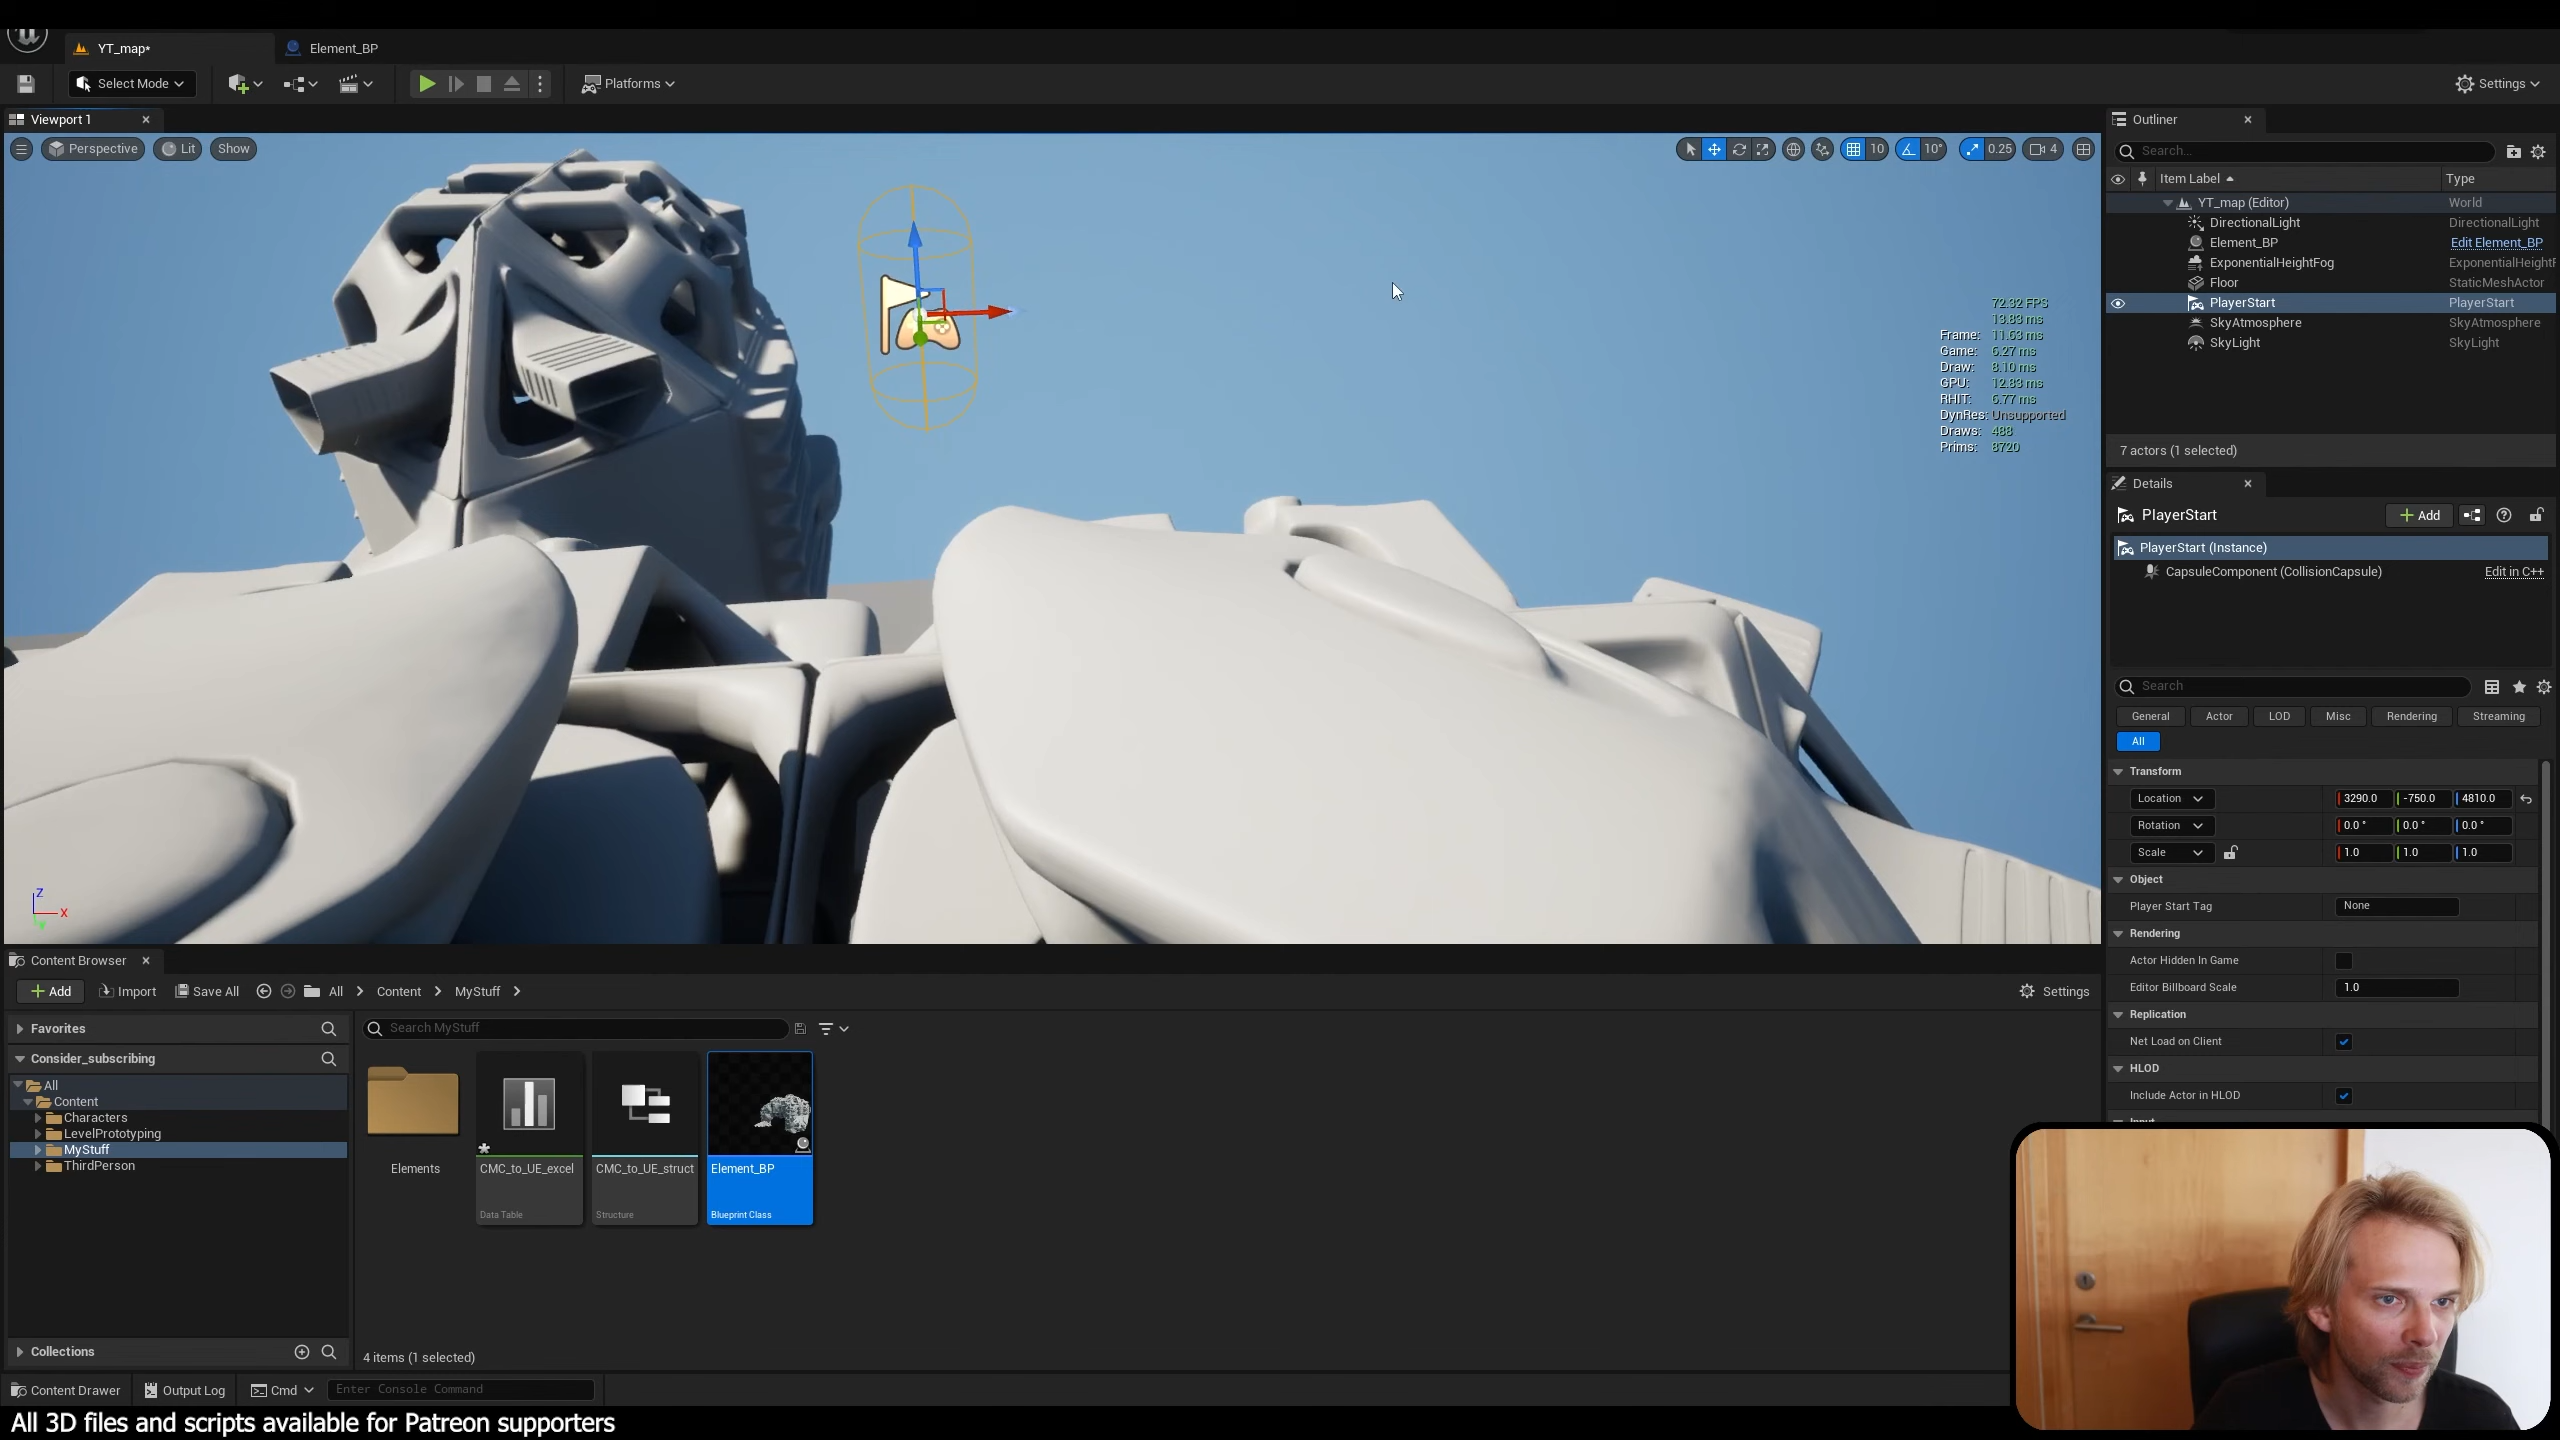 YT_map*
Element_BP
Select Mode
Platforms
Settings
Viewport 1
Perspective
Lit
Show
10
10°
0.25
4
72.32 FPS
13.83 ms
Frame: 11.63 ms
Game: 6.27 ms
Draw: 8.10 ms
GPU: 12.83 ms
RHIT: 6.77 ms
DynRes: Unsupported
Draws: 488
Prims: 8720
Z
X
Outliner
Search...
Item Label
Type
YT_map (Editor)
World
DirectionalLight
DirectionalLight
Element_BP
Edit Element_BP
ExponentialHeightFog
ExponentialHeightF
Floor
StaticMeshActor
PlayerStart
PlayerStart
SkyAtmosphere
SkyAtmosphere
SkyLight
SkyLight
7 actors (1 selected)
Details
PlayerStart
Add
PlayerStart (Instance)
CapsuleComponent (CollisionCapsule)
Edit in C++
Search
General
Actor
LOD
Misc
Rendering
Streaming
All
Transform
Location
3290.0
-750.0
4810.0
Rotation
0.0 °
0.0 °
0.0 °
Scale
1.0
1.0
1.0
Object
Player Start Tag
None
Rendering
Actor Hidden In Game
Editor Billboard Scale
1.0
Replication
Net Load on Client
HLOD
Include Actor in HLOD
Content Browser
Add
Import
Save All
All
Content
MyStuff
Settings
Favorites
Search MyStuff
Consider_subscribing
All
Content
Characters
LevelPrototyping
MyStuff
ThirdPerson
Elements
CMC_to_UE_excel
Data Table
CMC_to_UE_struct
Structure
Element_BP
Blueprint Class
Collections
4 items (1 selected)
Content Drawer
Output Log
Cmd
Enter Console Command
All 3D files and scripts available for Patreon supporters